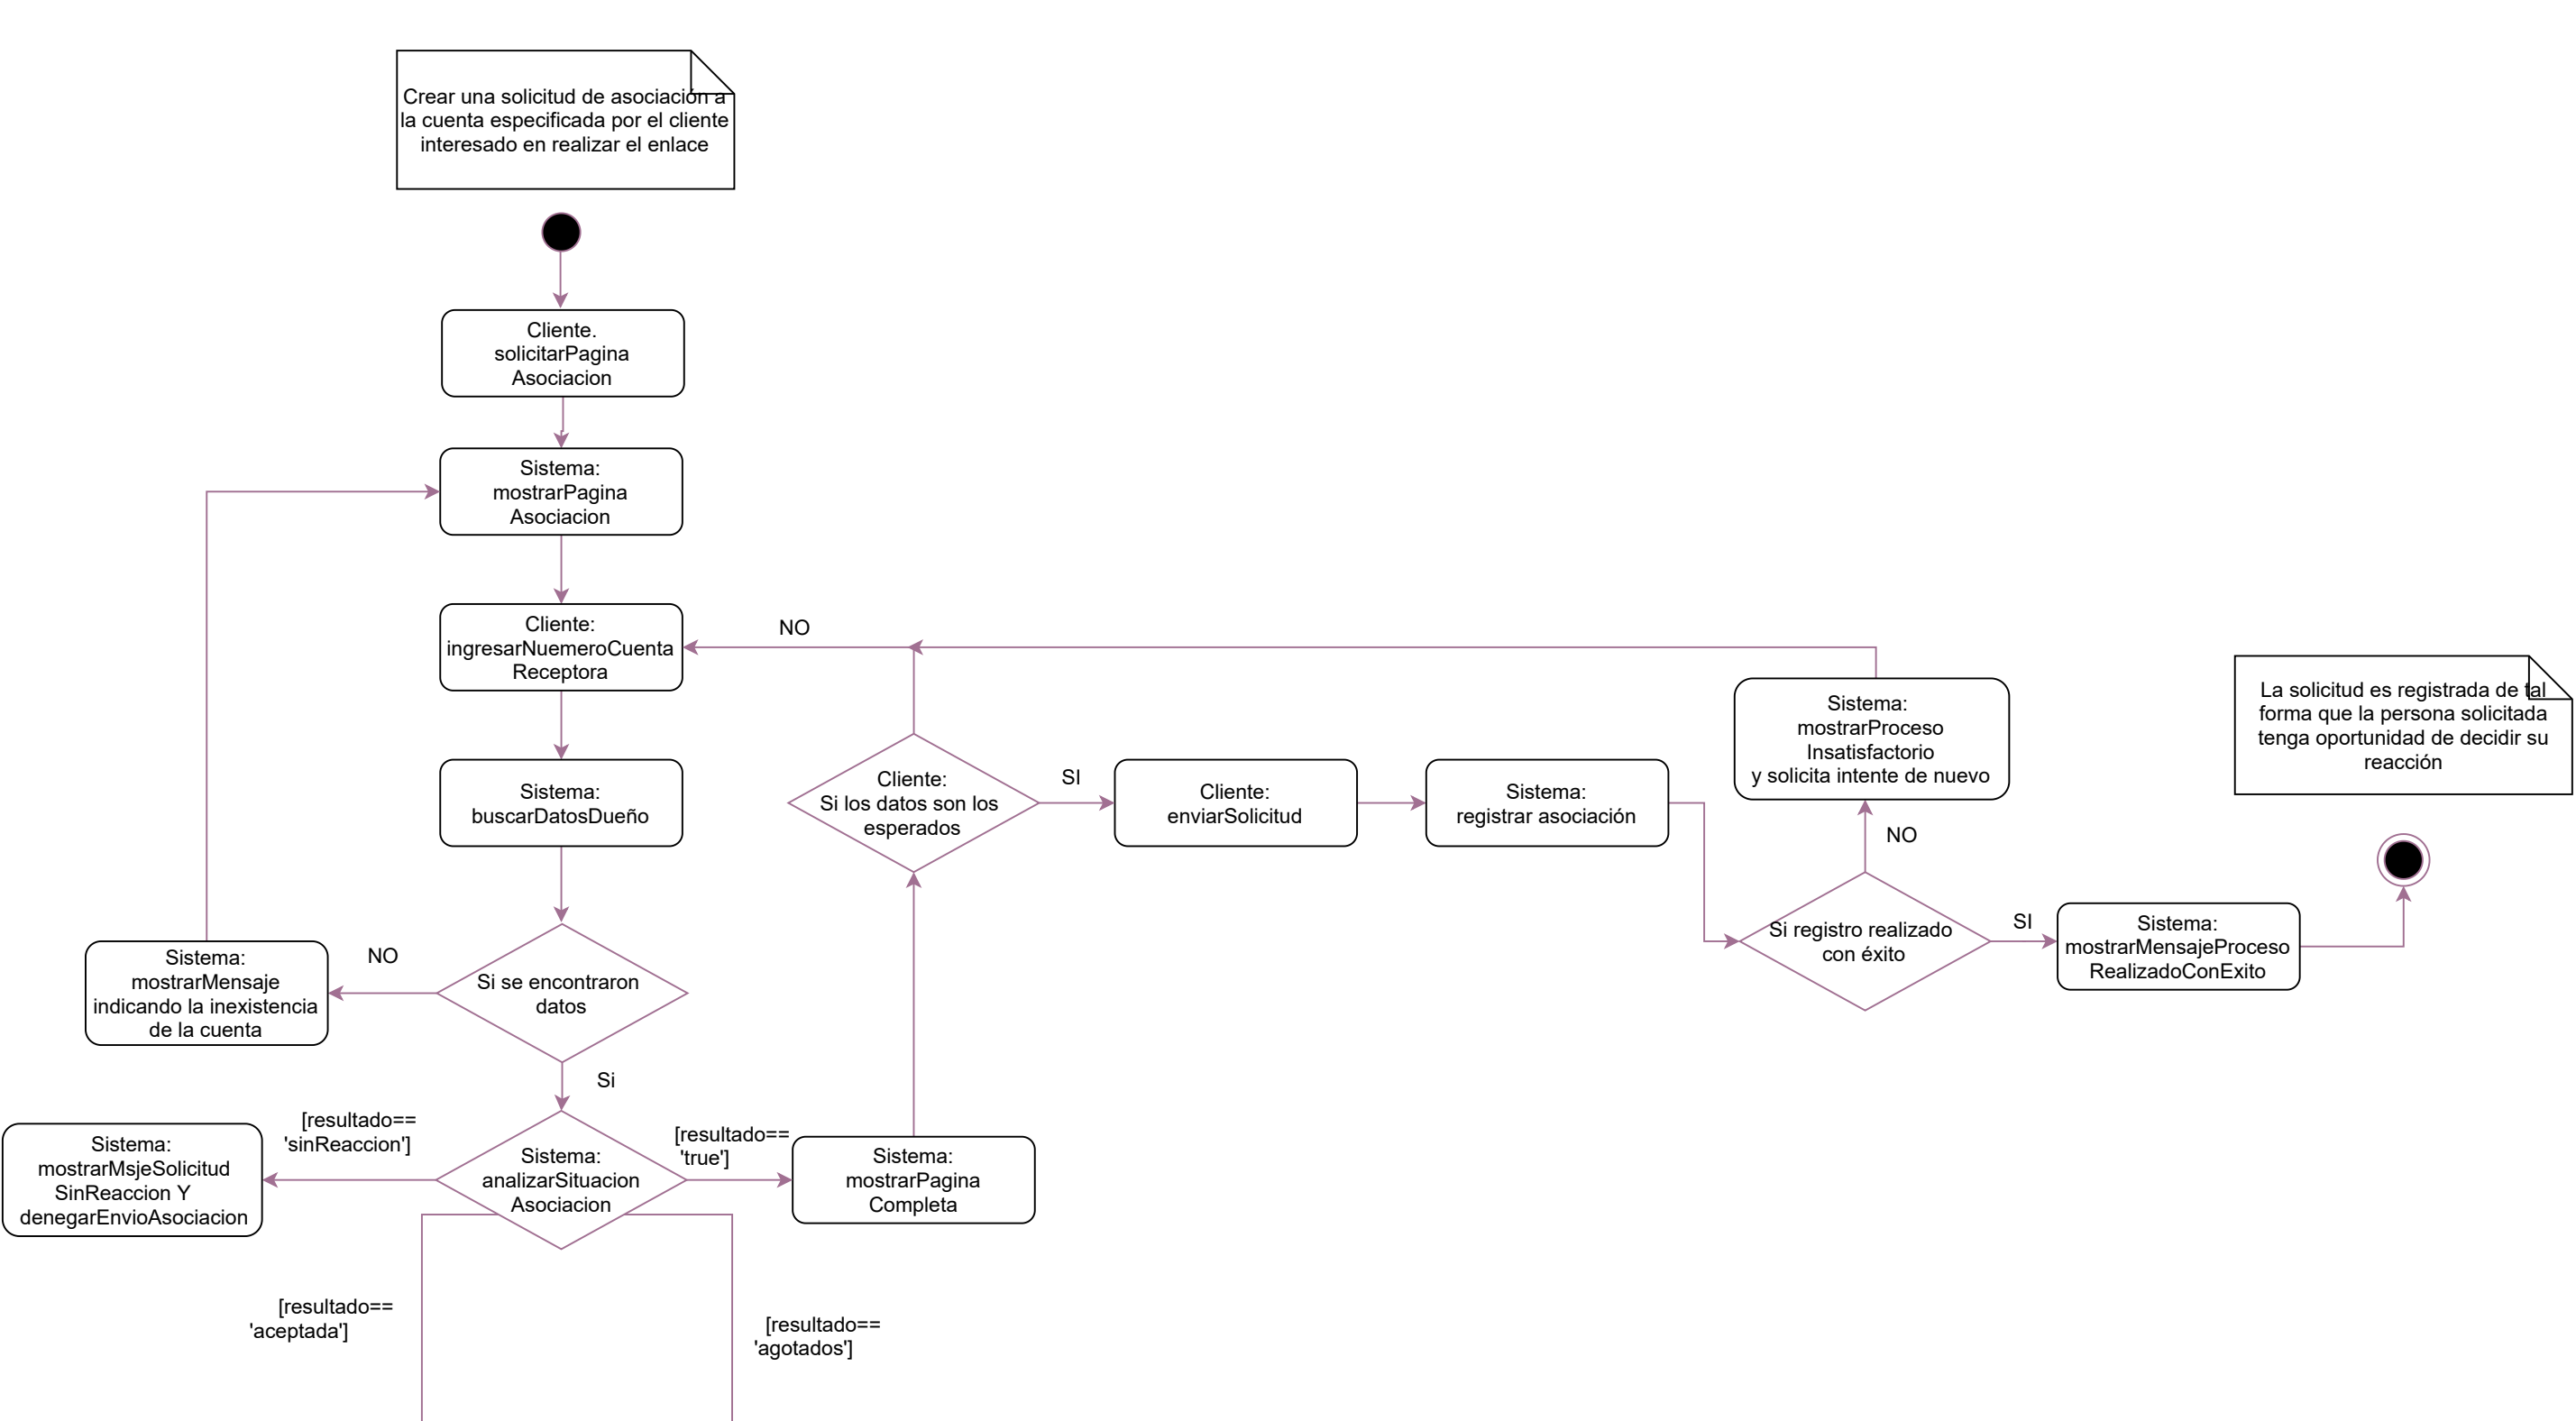 Crear una solicitud de asociación a
la cuenta especificada por el cliente
interesado en realizar el enlace
Cliente.
solicitarPagina
Asociacion
Sistema:
mostrarPagina
Asociacion
Cliente:
ingresarNuemeroCuenta
Receptora
NO
Sistema:
buscarDatosDueño
Cliente:
Si los datos son los
esperados
SI
Cliente:
enviarSolicitud
Sistema:
registrar asociación
Sistema:
mostrarProceso
Insatisfactorio
y solicita intente de nuevo
NO
La solicitud es registrada de tal
forma que la persona solicitada
tenga oportunidad de decidir su
reacción
Si registro realizado
con éxito
SI
Sistema:
mostrarMensajeProceso
RealizadoConExito
Sistema:
mostrarMensaje
indicando la inexistencia
de la cuenta
NO
Si se encontraron
datos
Si
Sistema:
mostrarMsjeSolicitud
SinReaccion Y
denegarEnvioAsociacion
[resultado==
'sinReaccion']
Sistema:
analizarSituacion
Asociacion
[resultado==
'true']
Sistema:
mostrarPagina
Completa
[resultado==
'aceptada']
[resultado==
'agotados']